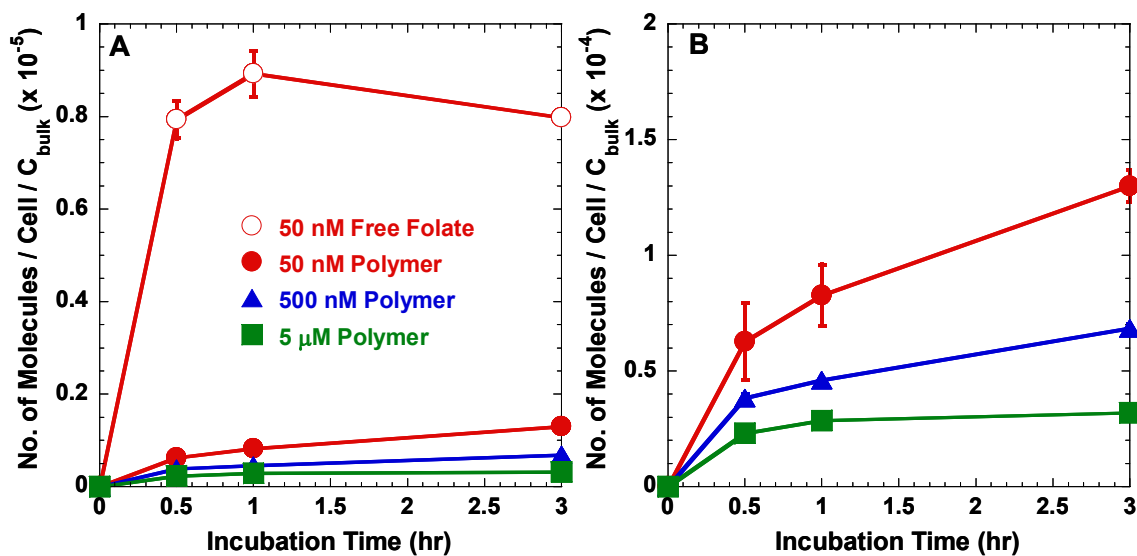 A
No. of Molecules / Cell / C_bulk (x 10^-5)
1
0.8
0.6
0.4
0.2
0
50 nM Free Folate
50 nM Polymer
500 nM Polymer
5 μM Polymer
0 0.5 1 1.5 2 2.5 3
Incubation Time (hr)
B
No. of Molecules / Cell / C_bulk (x 10^-4)
2
1.5
1
0.5
0
0 0.5 1 1.5 2 2.5 3
Incubation Time (hr)